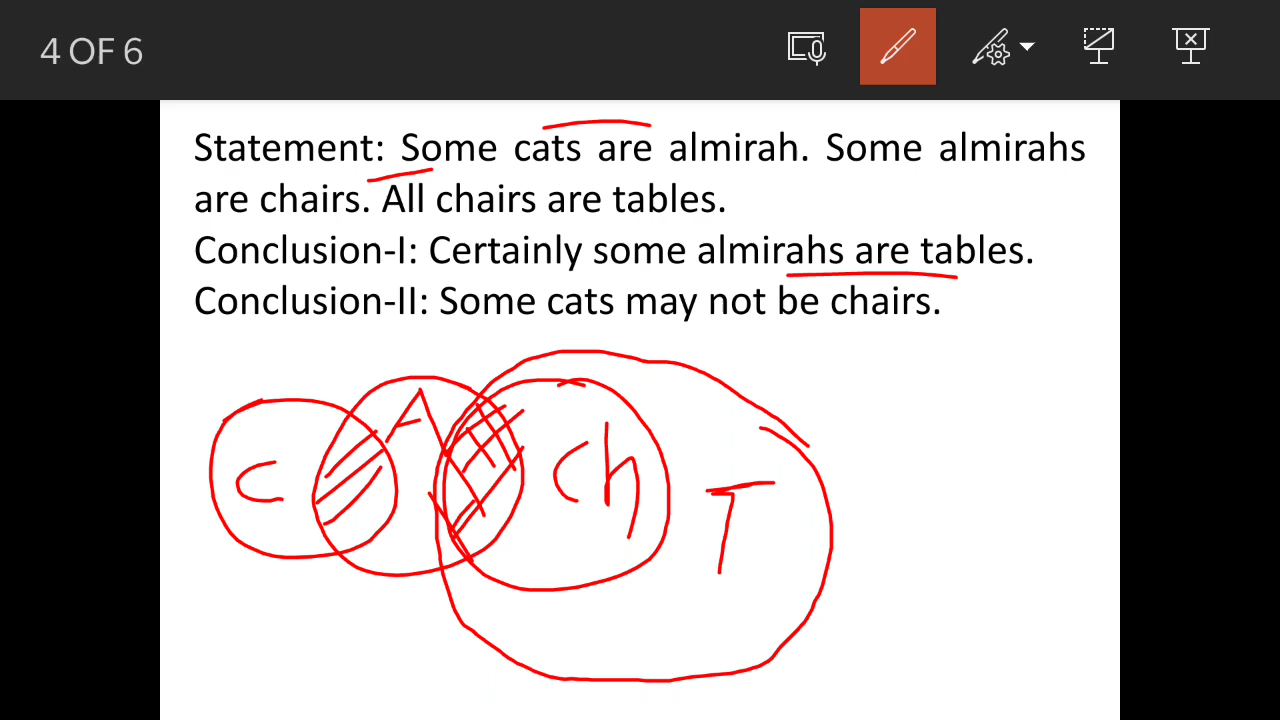 4 OF 6
Statement: Some cats are almirah. Some almirahs
are chairs. All chairs are tables.
Conclusion-I: Certainly some almirahs are tables.
Conclusion-II: Some cats may not be chairs.
C A Ch T